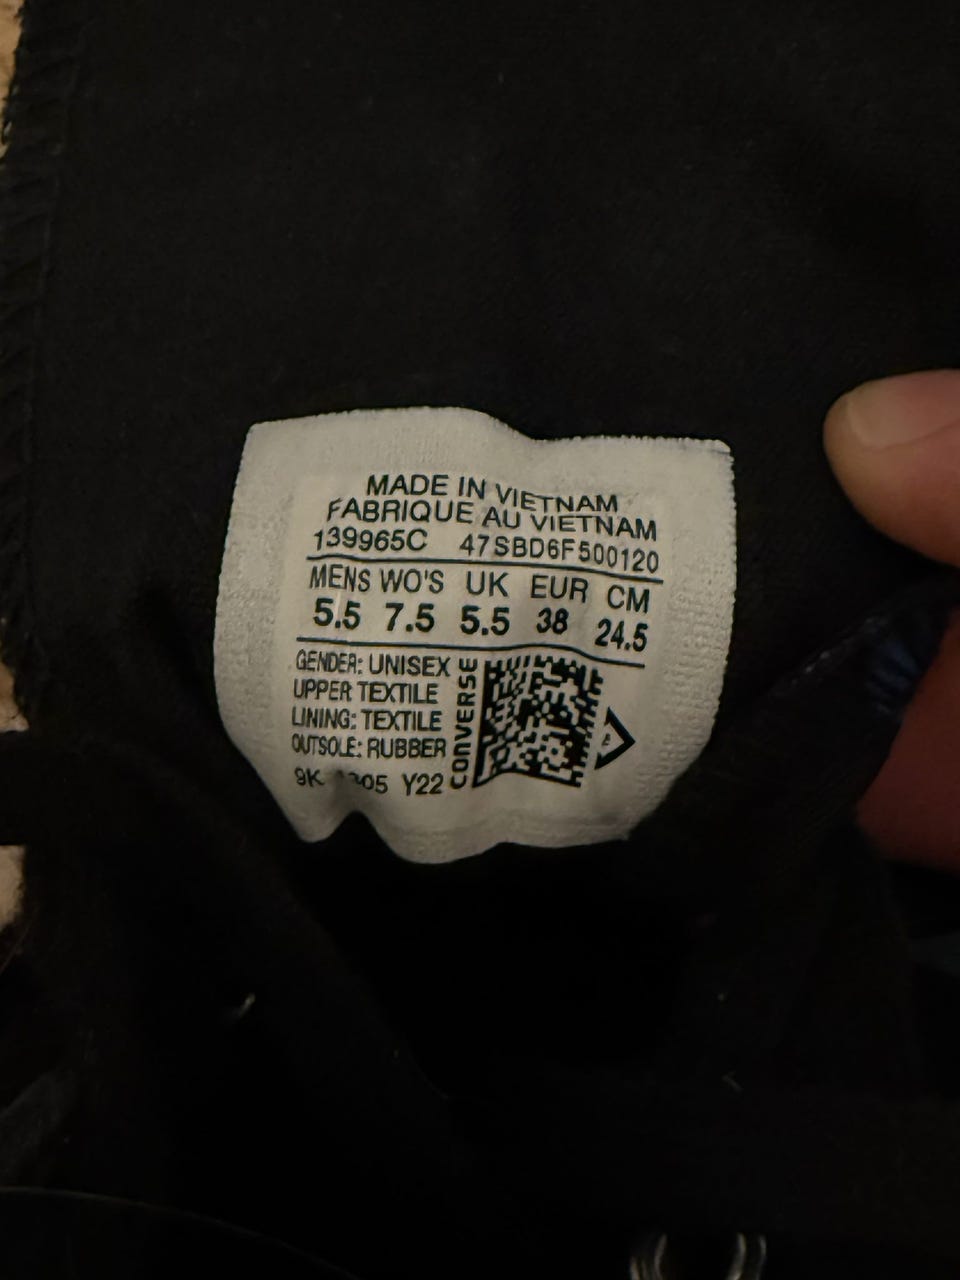 MADE IN VIETNAM
FABRIQUE AU VIETNAM
139965C 47SBD6F500120
MENS WO'S UK EUR CM
5.5 7.5 5.5 38 24.5
GENDER: UNISEX
UPPER TEXTILE
LINING: TEXTILE
OUTSOLE: RUBBER
9K Y22
CONVERSE